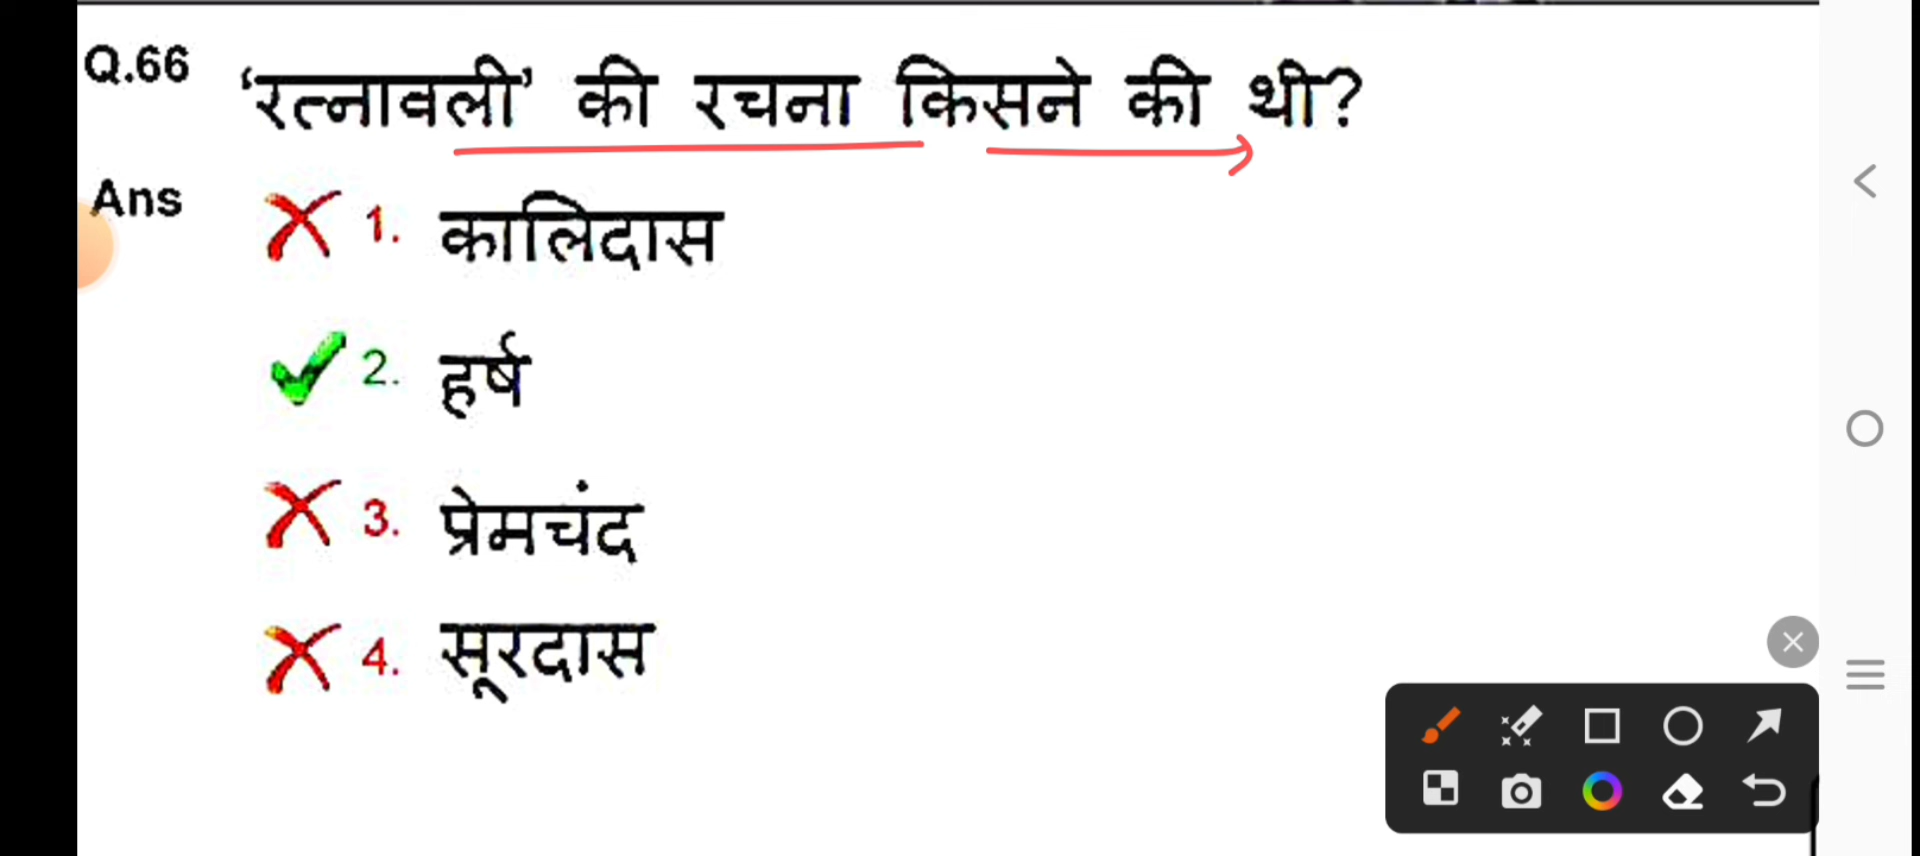 Q.66 'रत्नावली' की रचना किसने की थी?
Ans 1. कालिदास
2. हर्ष
3. प्रेमचंद
4. सूरदास